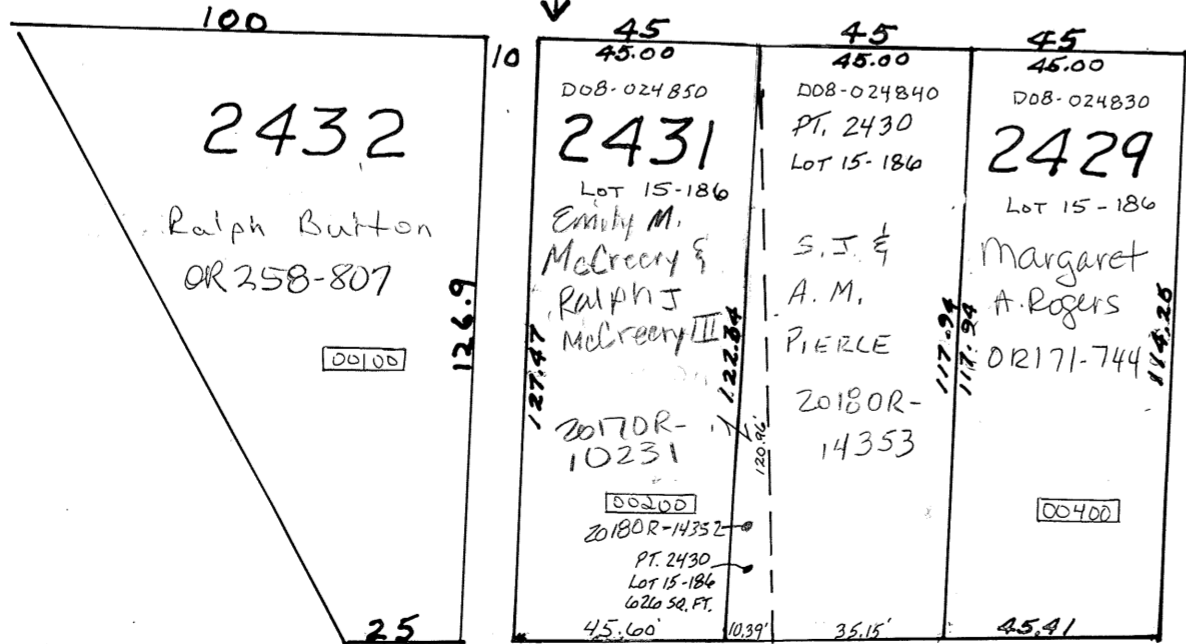 100
2432
Ralph Button
OR 258-807
00100
126.9
25
10
45
45.00
D08-024850
2431
LOT 15-186
Emily M.
McCreery &
Ralph J
McCreery III
127.47
122.34
2017OR-
10231
00200
2018OR-14352
PT. 2430
LOT 15-186
626 SQ. FT.
45.60'
10.39'
120.96'
45
45.00
D08-024840
PT. 2430
LOT 15-186
S. J. &
A. M.
PIERCE
2018OR-
14353
117.94
35.15'
45
45.00
D08-024830
2429
LOT 15-186
Margaret
A. Rogers
OR171-744
117.94
114.25
00400
45.41